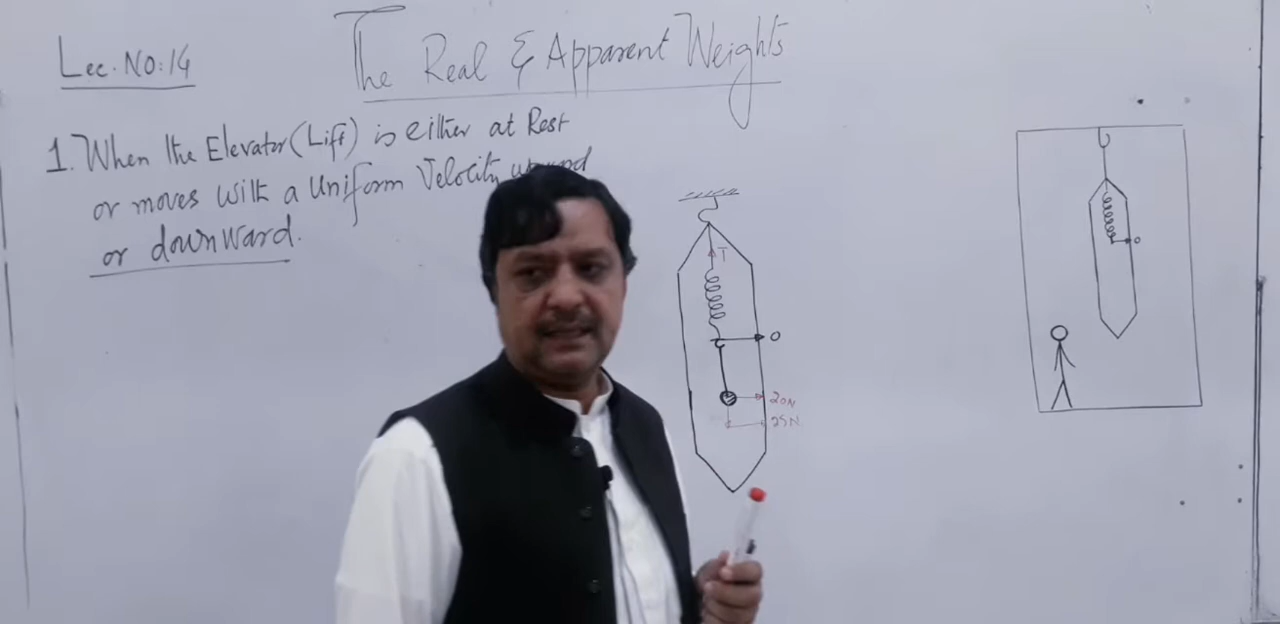 Lec. NO: 14
The Real & Apparent Weights
1. When the Elevator (Lift) is either at Rest
or moves with a Uniform Velocity
or downward.
T
0
20N
25N
0